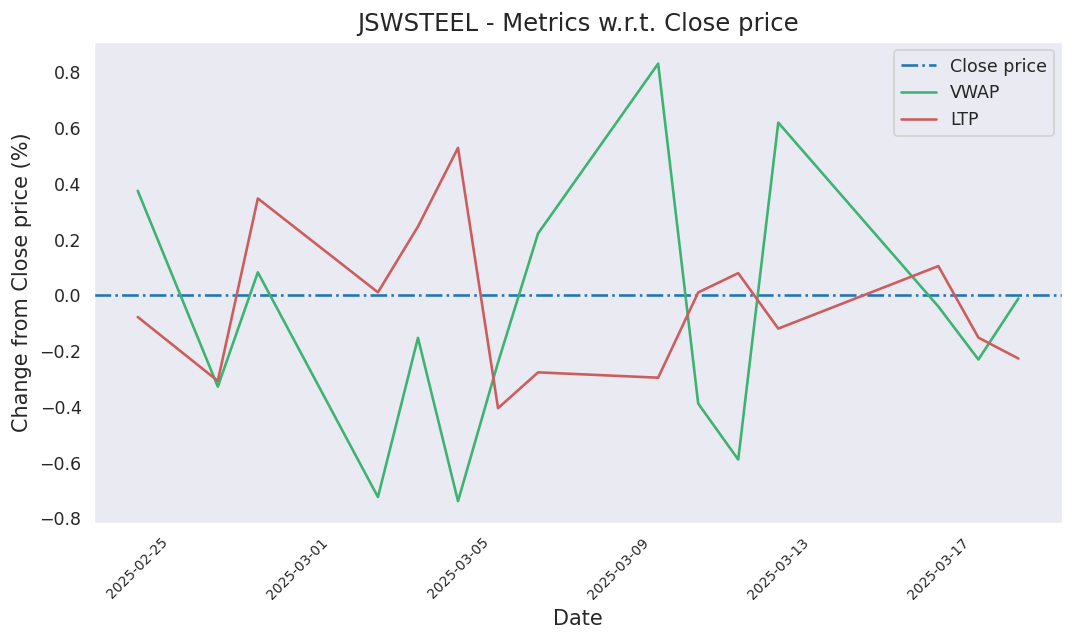 JSWSTEEL - Metrics w.r.t. Close price
Close price
VWAP
LTP
Change from Close price (%)
0.8
0.6
0.4
0.2
0.0
−0.2
−0.4
−0.6
−0.8
2025-02-25
2025-03-01
2025-03-05
2025-03-09
2025-03-13
2025-03-17
Date